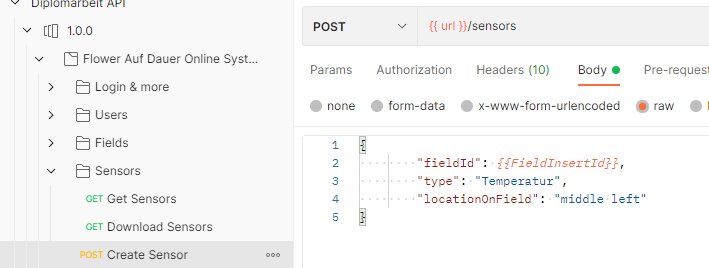 Diplomarbeit API
1.0.0
Flower Auf Dauer Online Syst...
Login & more
Users
Fields
Sensors
GET Get Sensors
GET Download Sensors
POST Create Sensor
POST
{{ url }}/sensors
Params Authorization Headers (10) Body Pre-request
none form-data x-www-form-urlencoded raw
1 {
2 "fieldId": {{FieldInsertId}},
3 "type": "Temperatur",
4 "locationOnField": "middle left"
5 }